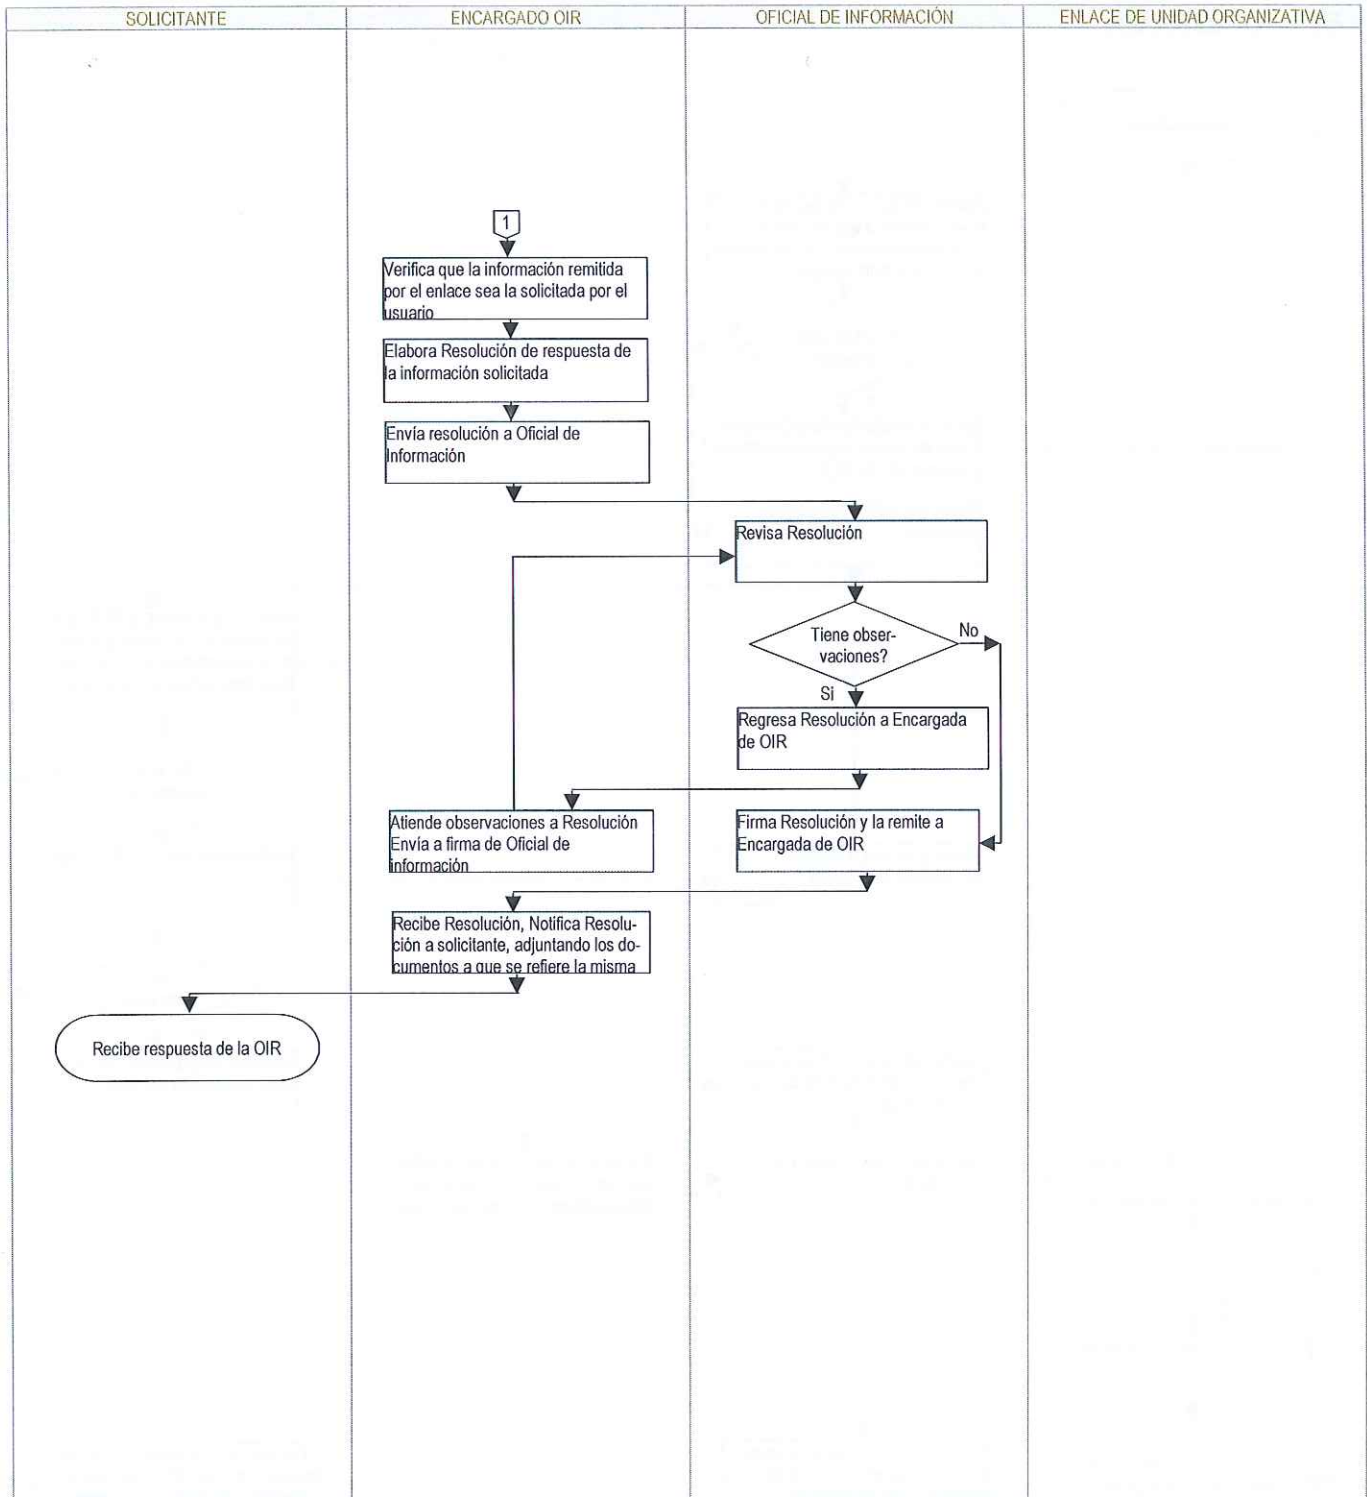 SOLICITANTE
ENCARGADO OIR
OFICIAL DE INFORMACIÓN
ENLACE DE UNIDAD ORGANIZATIVA
1
Verifica que la información remitida
por el enlace sea la solicitada por el
usuario
Elabora Resolución de respuesta de
la información solicitada
Envía resolución a Oficial de
Información
Revisa Resolución
Tiene obser-
vaciones?
No
Si
Regresa Resolución a Encargada
de OIR
Atiende observaciones a Resolución
Envía a firma de Oficial de
información
Firma Resolución y la remite a
Encargada de OIR
Recibe Resolución, Notifica Resolu-
ción a solicitante, adjuntando los do-
cumentos a que se refiere la misma
Recibe respuesta de la OIR